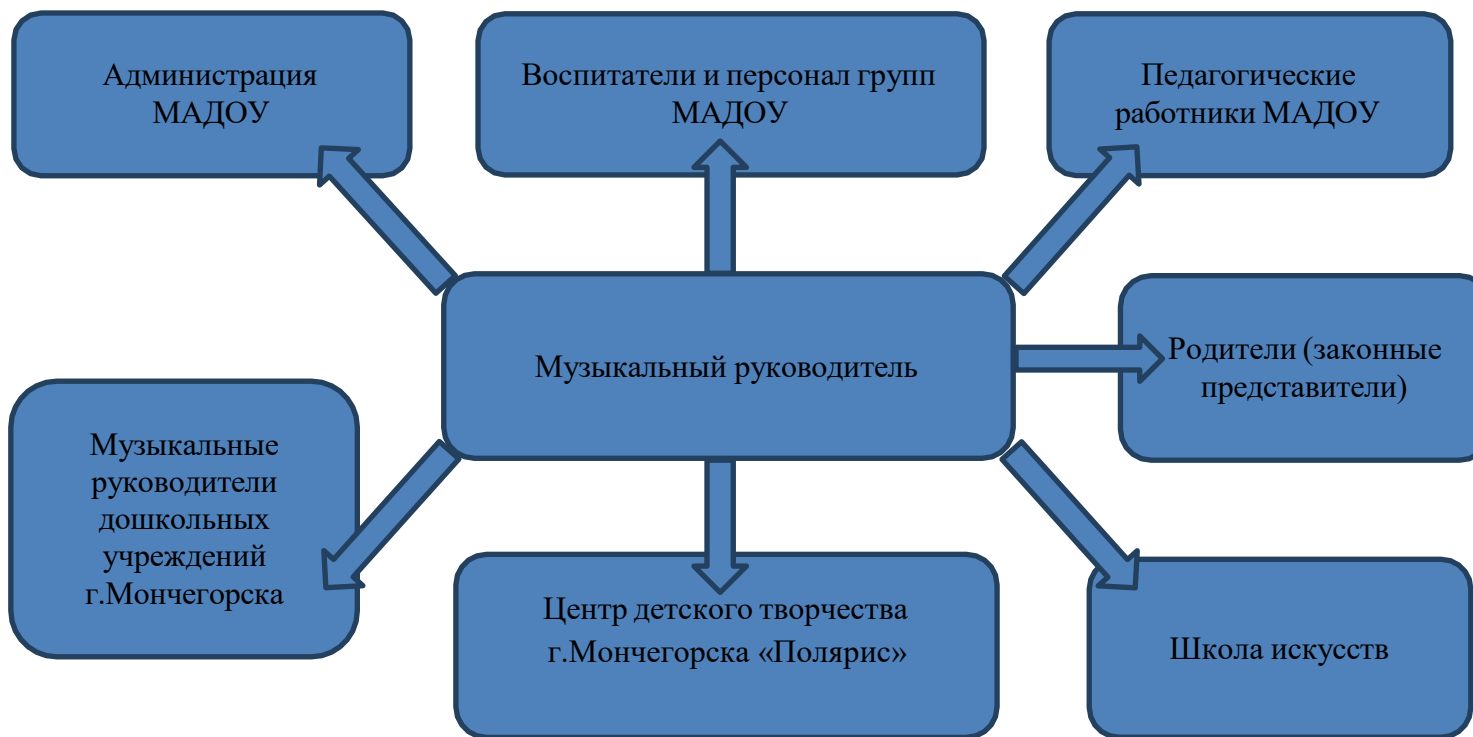 Администрация
МАДОУ
Воспитатели и персонал групп
МАДОУ
Педагогические
работники МАДОУ
Музыкальный руководитель
Родители (законные
представители)
Музыкальные
руководители
дошкольных
учреждений
г.Мончегорска
Центр детского творчества
г.Мончегорска «Полярис»
Школа искусств